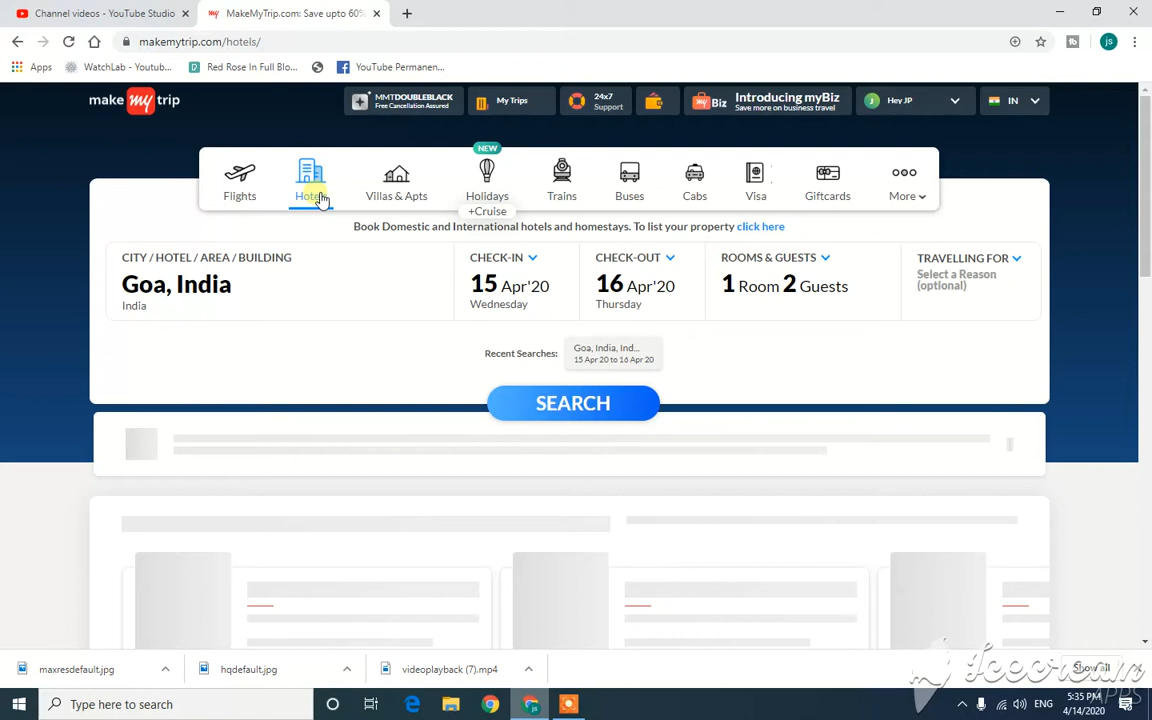 Channel videos - YouTube Studio
MakeMyTrip.com: Save upto 60%
makemytrip.com/hotels/
js
Apps
WatchLab - Youtub...
Red Rose In Full Blo...
YouTube Permanen...
make my trip
MMTDOUBLEBLACK
Free Cancellation Assured
My Trips
24x7
Support
my Biz
Introducing myBiz
Save more on business travel
J
Hey JP
IN
NEW
Flights
Hotels
Villas & Apts
Holidays
Trains
Buses
Cabs
Visa
Giftcards
More
+Cruise
Book Domestic and International hotels and homestays. To list your property click here
CITY / HOTEL / AREA / BUILDING
Goa, India
India
CHECK-IN
15 Apr'20
Wednesday
CHECK-OUT
16 Apr'20
Thursday
ROOMS & GUESTS
1 Room 2 Guests
TRAVELLING FOR
Select a Reason
(optional)
Recent Searches:
Goa, India, Ind...
15 Apr 20 to 16 Apr 20
SEARCH
maxresdefault.jpg
hqdefault.jpg
videoplayback (7).mp4
Show all
Icecream
APPS
Type here to search
ENG
5:35 PM
4/14/2020